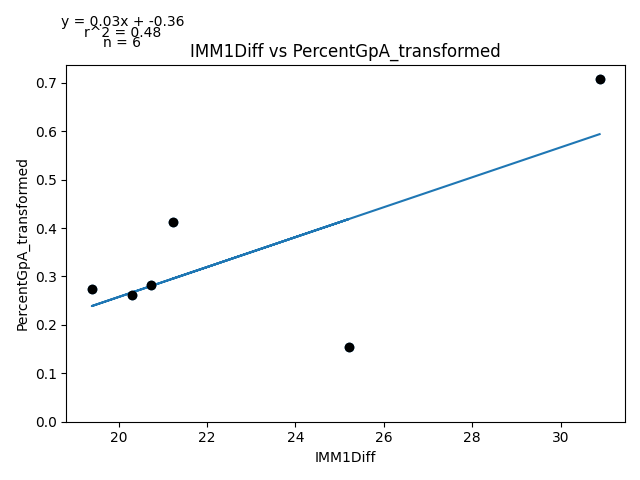 y = 0.03x + -0.36
r^2 = 0.48
n = 6
IMM1Diff vs PercentGpA_transformed
PercentGpA_transformed
0.7
0.6
0.5
0.4
0.3
0.2
0.1
0.0
20 22 24 26 28 30
IMM1Diff